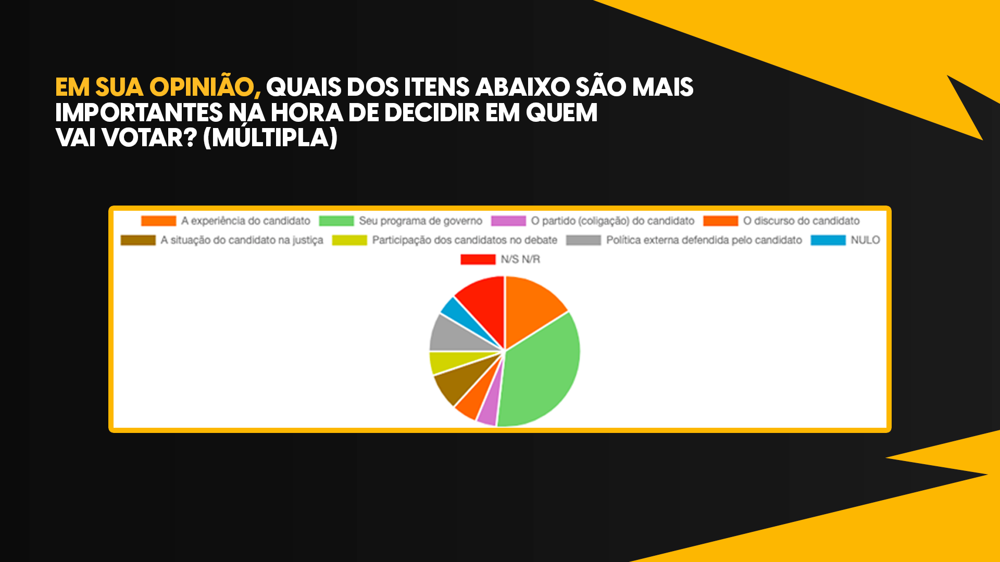 EM SUA OPINIÃO, QUAIS DOS ITENS ABAIXO SÃO MAIS
IMPORTANTES NA HORA DE DECIDIR EM QUEM
VAI VOTAR? (MÚLTIPLA)
A experiência do candidato Seu programa de governo O partido (coligação) do candidato O discurso do candidato
A situação do candidato na justiça Participação dos candidatos no debate Política externa defendida pelo candidato NULO
N/S N/R